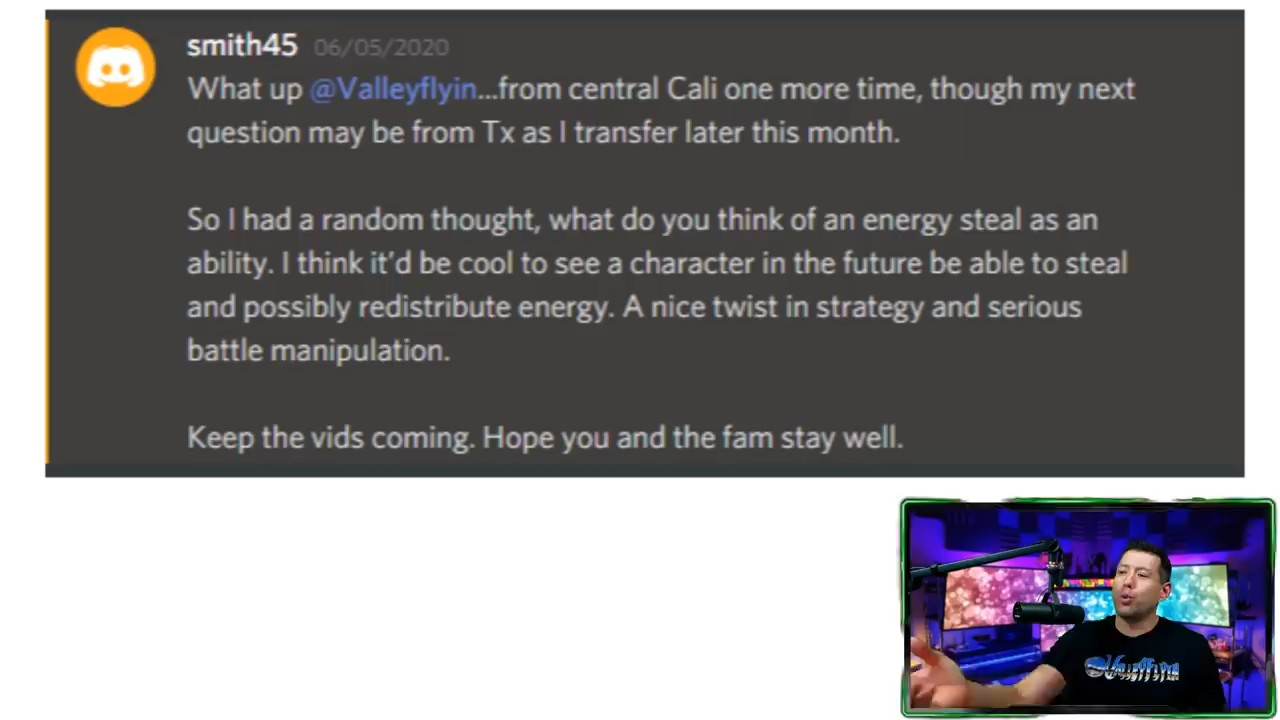 smith45 06/05/2020
What up @Valleyflyin...from central Cali one more time, though my next
question may be from Tx as I transfer later this month.
So I had a random thought, what do you think of an energy steal as an
ability. I think it'd be cool to see a character in the future be able to steal
and possibly redistribute energy. A nice twist in strategy and serious
battle manipulation.
Keep the vids coming. Hope you and the fam stay well.
VALLEYFLYIN